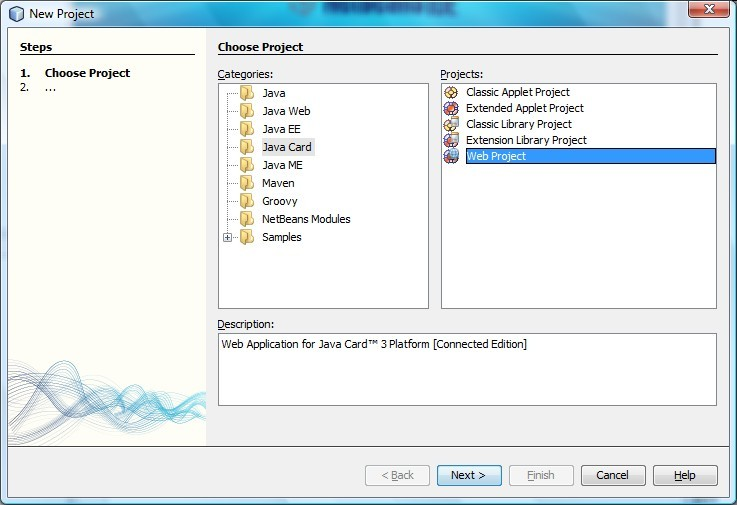 New Project
Steps
1. Choose Project
2. ...
Choose Project
Categories:
Java
Java Web
Java EE
Java Card
Java ME
Maven
Groovy
NetBeans Modules
Samples
Projects:
Classic Applet Project
Extended Applet Project
Classic Library Project
Extension Library Project
Web Project
Description:
Web Application for Java Card™ 3 Platform [Connected Edition]
< Back
Next >
Finish
Cancel
Help